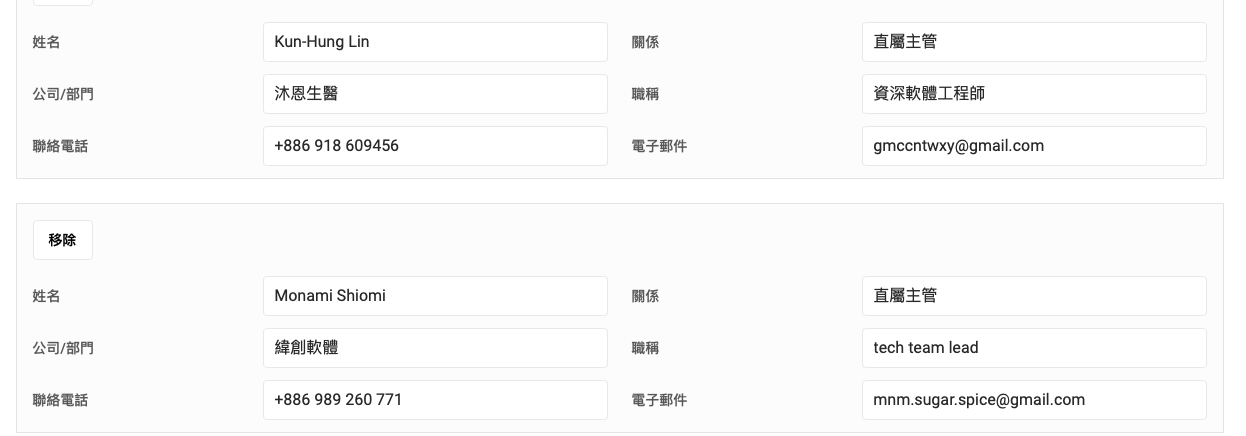 姓名 Kun-Hung Lin 關係 直屬主管
公司/部門 沐恩生醫 職稱 資深軟體工程師
聯絡電話 +886 918 609456 電子郵件 gmccntwxy@gmail.com
移除
姓名 Monami Shiomi 關係 直屬主管
公司/部門 緯創軟體 職稱 tech team lead
聯絡電話 +886 989 260 771 電子郵件 mnm.sugar.spice@gmail.com